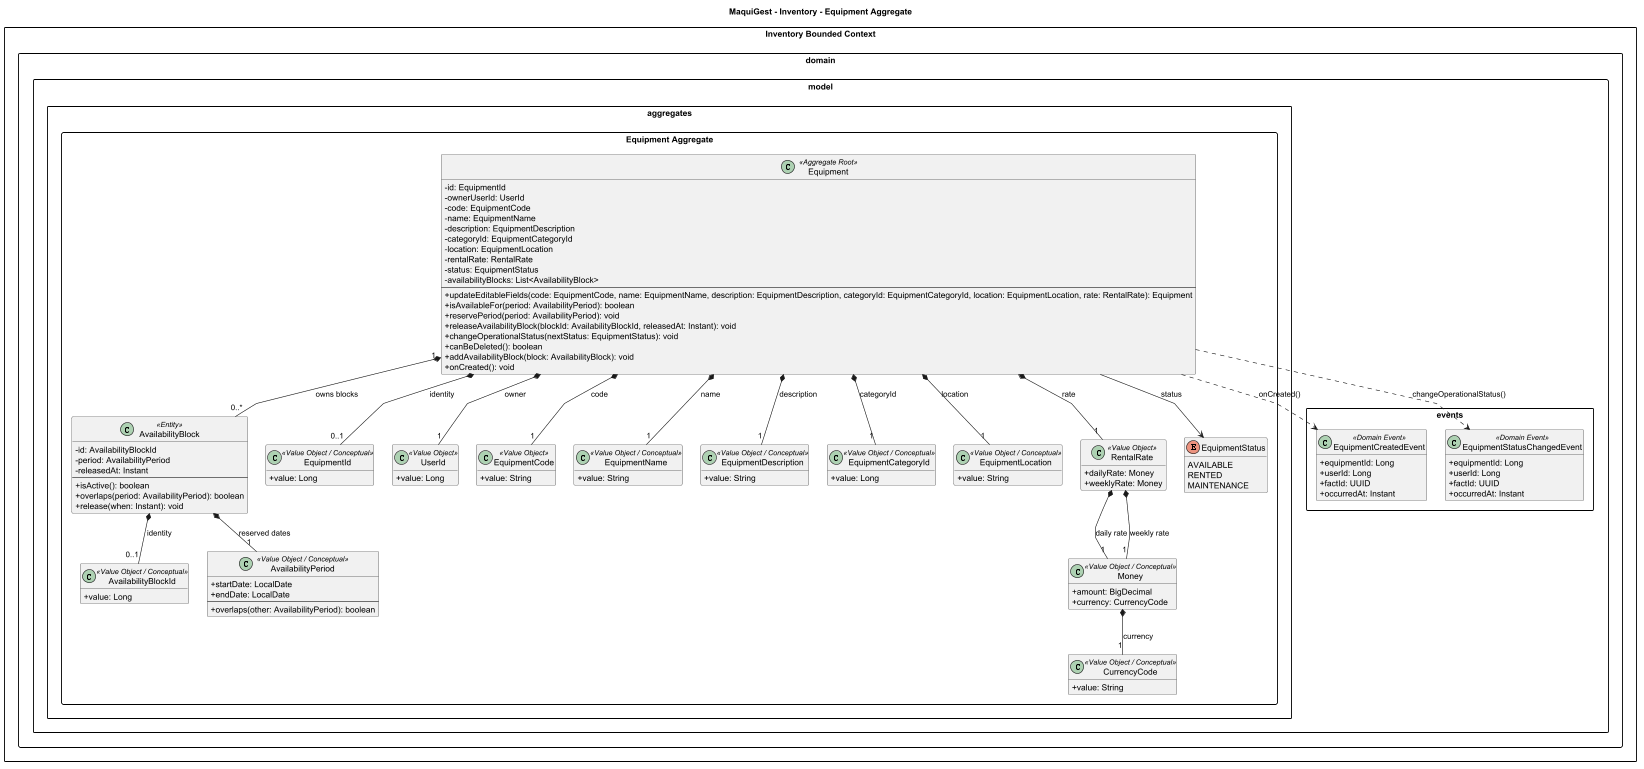 MaquiGest - Inventory - Equipment Aggregate
Inventory Bounded Context
domain
model
aggregates
Equipment Aggregate
C
«Aggregate Root»
Equipment
-id: EquipmentId
-ownerUserId: UserId
-code: EquipmentCode
-name: EquipmentName
-description: EquipmentDescription
-categoryId: EquipmentCategoryId
-location: EquipmentLocation
-rentalRate: RentalRate
-status: EquipmentStatus
-availabilityBlocks: List<AvailabilityBlock>
+updateEditableFields(code: EquipmentCode, name: EquipmentName, description: EquipmentDescription, categoryId: EquipmentCategoryId, location: EquipmentLocation, rate: RentalRate): Equipment
+isAvailableFor(period: AvailabilityPeriod): boolean
+reservePeriod(period: AvailabilityPeriod): void
+releaseAvailabilityBlock(blockId: AvailabilityBlockId, releasedAt: Instant): void
+changeOperationalStatus(nextStatus: EquipmentStatus): void
+canBeDeleted(): boolean
+addAvailabilityBlock(block: AvailabilityBlock): void
+onCreated(): void
1
owns blocks
0..*
identity
0..1
owner
1
code
1
name
1
description
1
categoryId
1
location
1
rate
1
status
onCreated()
changeOperationalStatus()
C
«Entity»
AvailabilityBlock
-id: AvailabilityBlockId
-period: AvailabilityPeriod
-releasedAt: Instant
+isActive(): boolean
+overlaps(period: AvailabilityPeriod): boolean
+release(when: Instant): void
C
«Value Object / Conceptual»
EquipmentId
+value: Long
C
«Value Object / Conceptual»
UserId
+value: Long
C
«Value Object / Conceptual»
EquipmentCode
+value: String
C
«Value Object / Conceptual»
EquipmentName
+value: String
C
«Value Object / Conceptual»
EquipmentDescription
+value: String
C
«Value Object / Conceptual»
EquipmentCategoryId
+value: Long
C
«Value Object / Conceptual»
EquipmentLocation
+value: String
C
«Value Object»
RentalRate
+dailyRate: Money
+weeklyRate: Money
E
EquipmentStatus
AVAILABLE
RENTED
MAINTENANCE
events
C
«Domain Event»
EquipmentCreatedEvent
+equipmentId: Long
+userId: Long
+factId: UUID
+occurredAt: Instant
C
«Domain Event»
EquipmentStatusChangedEvent
+equipmentId: Long
+userId: Long
+factId: UUID
+occurredAt: Instant
identity
0..1
reserved dates
1
daily rate
1
weekly rate
1
C
«Value Object / Conceptual»
AvailabilityBlockId
+value: Long
C
«Value Object / Conceptual»
AvailabilityPeriod
+startDate: LocalDate
+endDate: LocalDate
+overlaps(other: AvailabilityPeriod): boolean
C
«Value Object / Conceptual»
Money
+amount: BigDecimal
+currency: CurrencyCode
currency
1
C
«Value Object / Conceptual»
CurrencyCode
+value: String